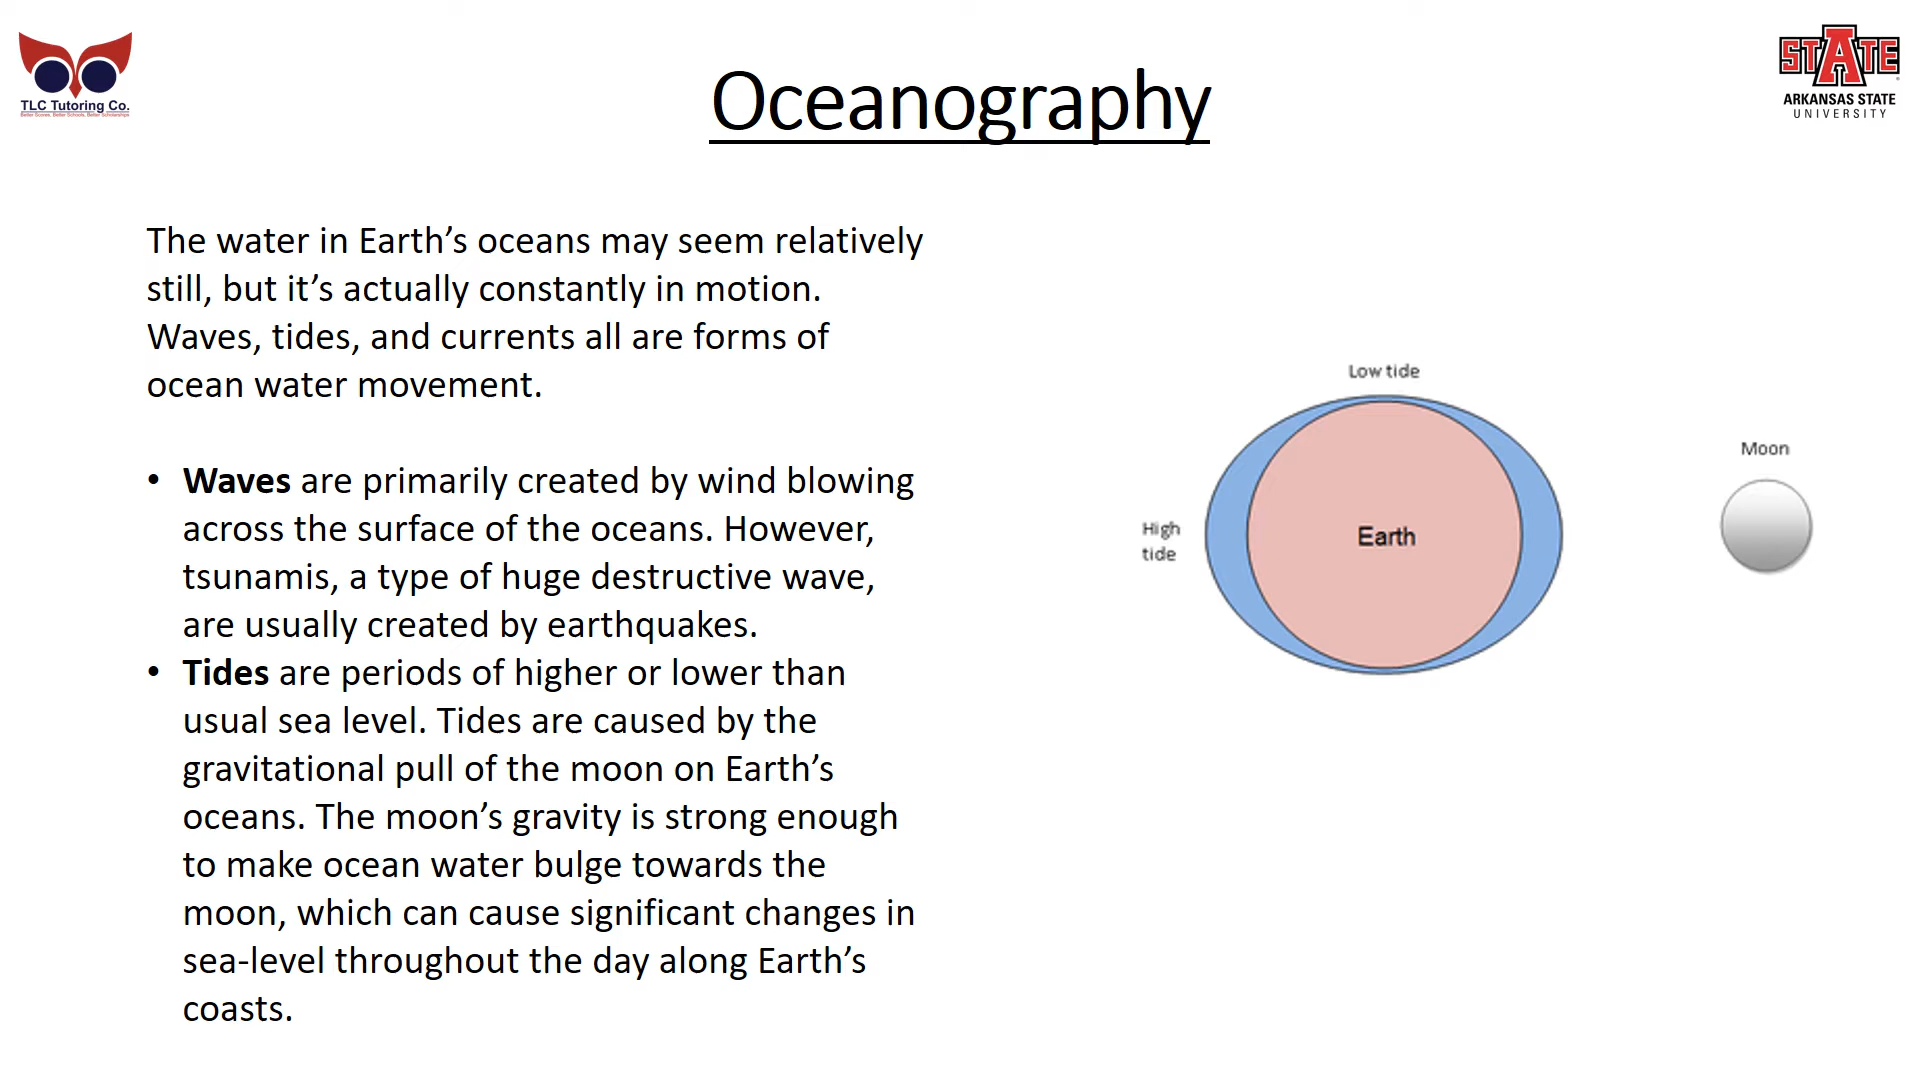 TLC Tutoring Co.
Better Scores, Better Schools, Better Scholarships
STATE
ARKANSAS STATE
UNIVERSITY
Oceanography
The water in Earth’s oceans may seem relatively
still, but it’s actually constantly in motion.
Waves, tides, and currents all are forms of
ocean water movement.
• Waves are primarily created by wind blowing
across the surface of the oceans. However,
tsunamis, a type of huge destructive wave,
are usually created by earthquakes.
• Tides are periods of higher or lower than
usual sea level. Tides are caused by the
gravitational pull of the moon on Earth’s
oceans. The moon’s gravity is strong enough
to make ocean water bulge towards the
moon, which can cause significant changes in
sea-level throughout the day along Earth’s
coasts.
Low tide
Moon
High
tide
Earth